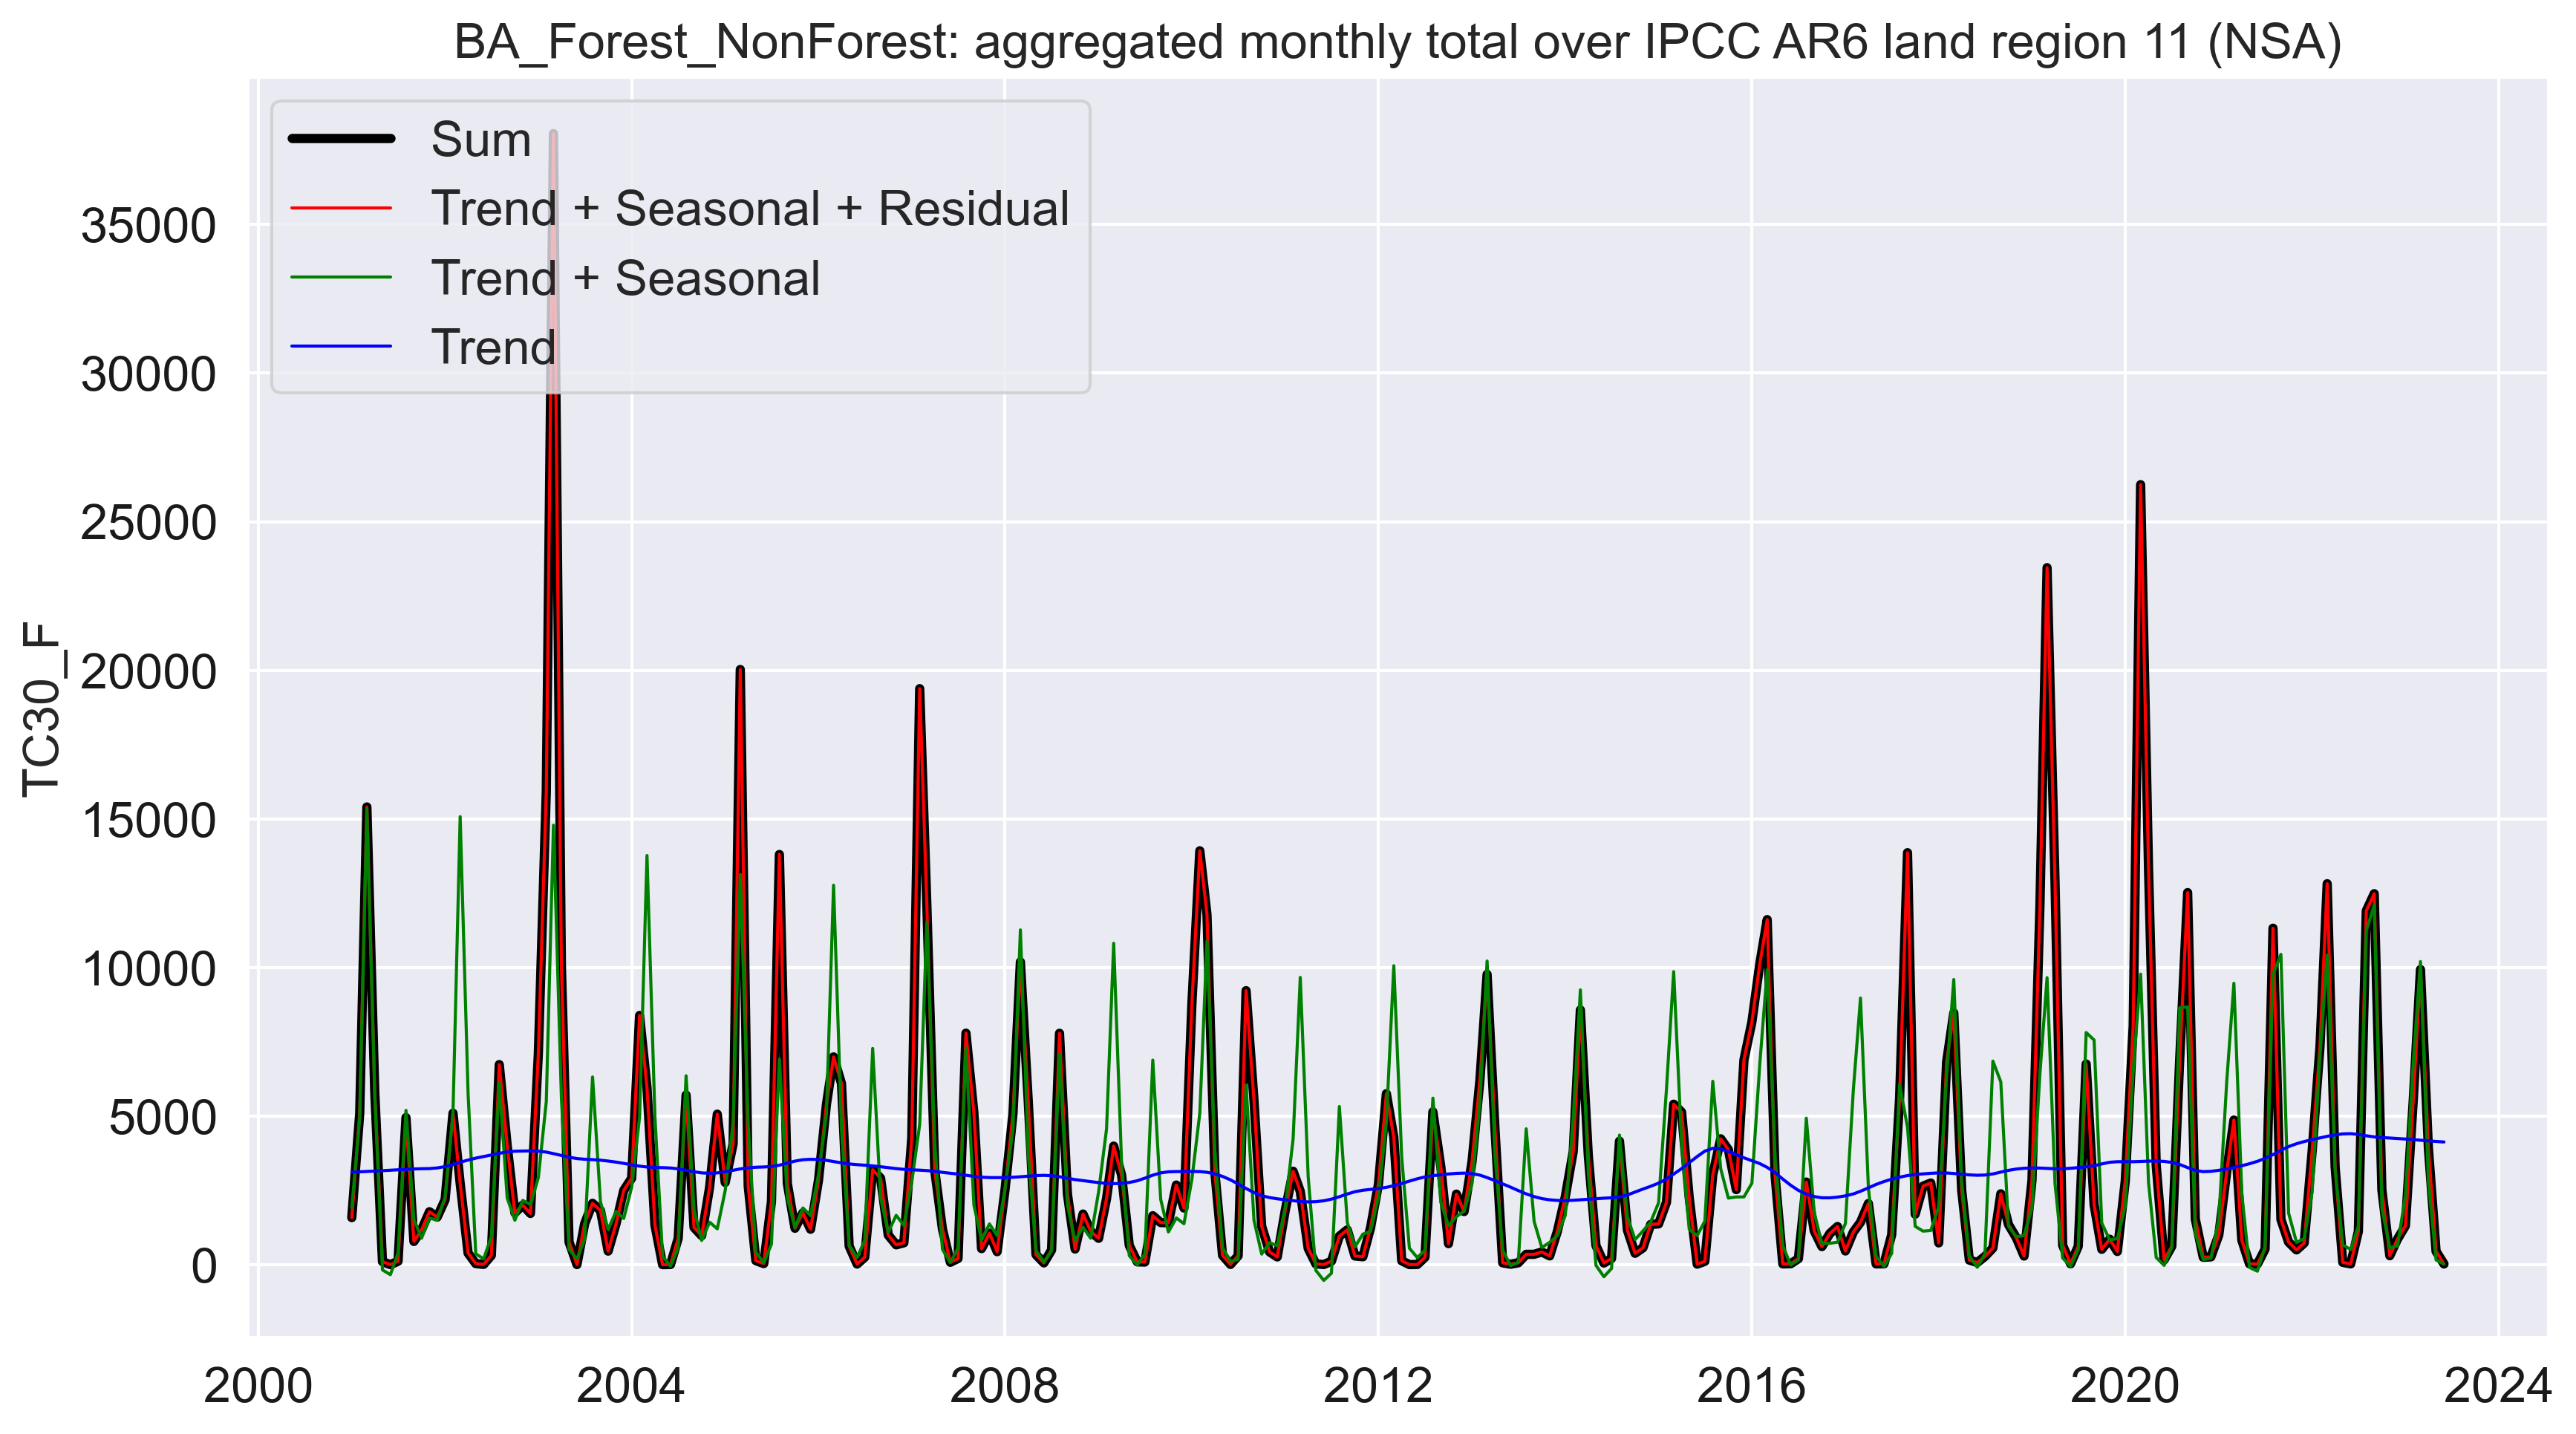 BA_Forest_NonForest: aggregated monthly total over IPCC AR6 land region 11 (NSA)
Sum
Trend + Seasonal + Residual
Trend + Seasonal
Trend
TC30_F
35000
30000
25000
20000
15000
10000
5000
0
2000 2004 2008 2012 2016 2020 2024